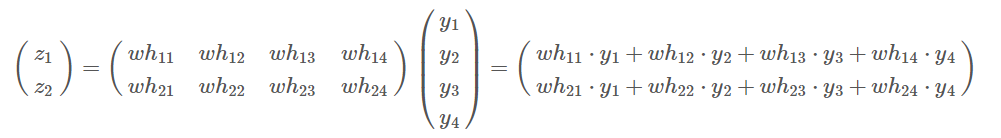 (z₁ z₂) = (wh₁₁ wh₁₂ wh₁₃ wh₁₄ wh₂₁ wh₂₂ wh₂₃ wh₂₄) (y₁ y₂ y₃ y₄) = (wh₁₁ · y₁ + wh₁₂ · y₂ + wh₁₃ · y₃ + wh₁₄ · y₄ wh₂₁ · y₁ + wh₂₂ · y₂ + wh₂₃ · y₃ + wh₂₄ · y₄)